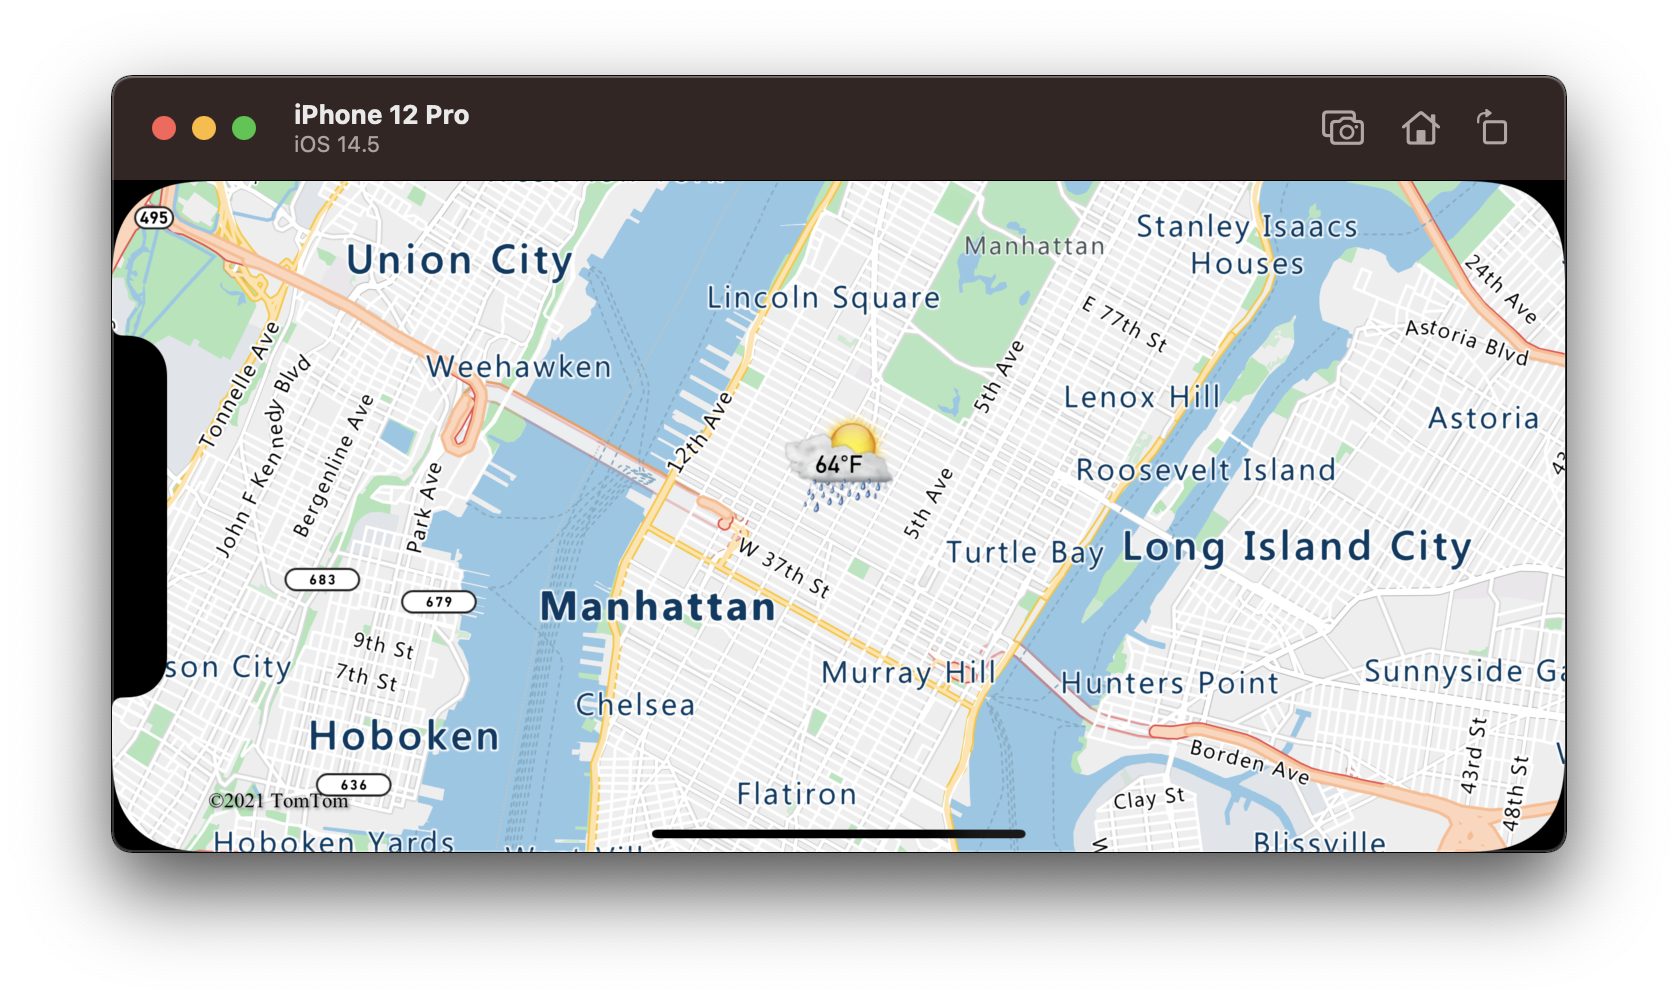 iPhone 12 Pro
iOS 14.5
495
Union City
Manhattan
Stanley Isaacs
Houses
24th Ave
Lincoln Square
E 77th St
Astoria Blvd
Tonnelle Ave
Weehawken
John F Kennedy Blvd
Bergenline Ave
Park Ave
12th Ave
5th Ave
Lenox Hill
Astoria
64°F
Roosevelt Island
5th Ave
Turtle Bay
Long Island City
W 37th St
683
679
Manhattan
9th St
7th St
son City
Murray Hill
Hunters Point
Sunnyside Ga
Chelsea
Hoboken
43rd St
Borden Ave
48th St
636
©2021 TomTom
Flatiron
Clay St
Hoboken Yards
Blissville